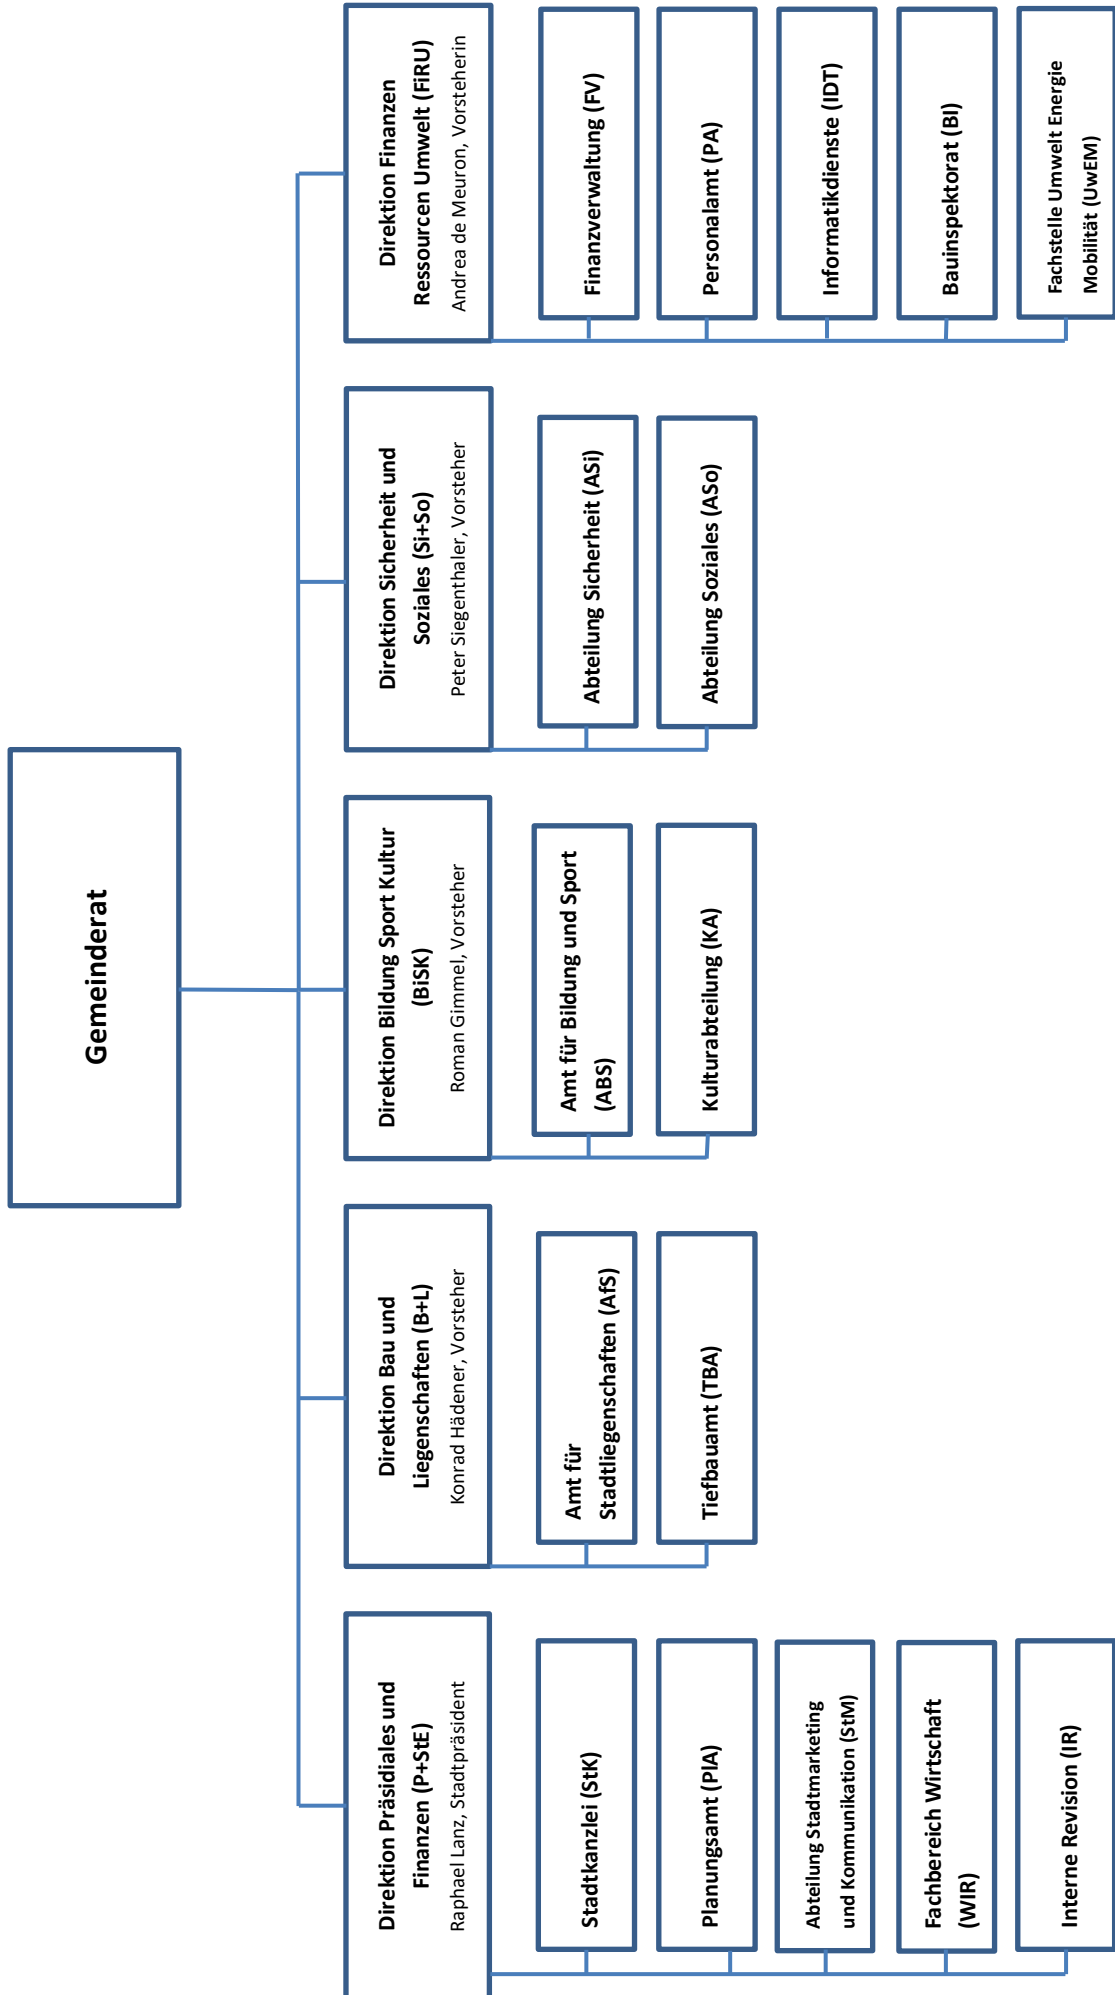 Gemeinderat
Direktion Präsidiales und
Finanzen (P+StE)
Raphael Lanz, Stadtpräsident
Stadtkanzlei (StK)
Planungsamt (PlA)
Abteilung Stadtmarketing
und Kommunikation (StM)
Fachbereich Wirtschaft
(WIR)
Interne Revision (IR)
Direktion Bau und
Liegenschaften (B+L)
Konrad Hädener, Vorsteher
Amt für
Stadtliegenschaften (AfS)
Tiefbauamt (TBA)
Direktion Bildung Sport Kultur
(BiSK)
Roman Gimmel, Vorsteher
Amt für Bildung und Sport
(ABS)
Kulturabteilung (KA)
Direktion Sicherheit und
Soziales (Si+So)
Peter Siegenthaler, Vorsteher
Abteilung Sicherheit (ASi)
Abteilung Soziales (ASo)
Direktion Finanzen
Ressourcen Umwelt (FiRU)
Andrea de Meuron, Vorsteherin
Finanzverwaltung (FV)
Personalamt (PA)
Informatikdienste (IDT)
Bauinspektorat (BI)
Fachstelle Umwelt Energie
Mobilität (UwEM)